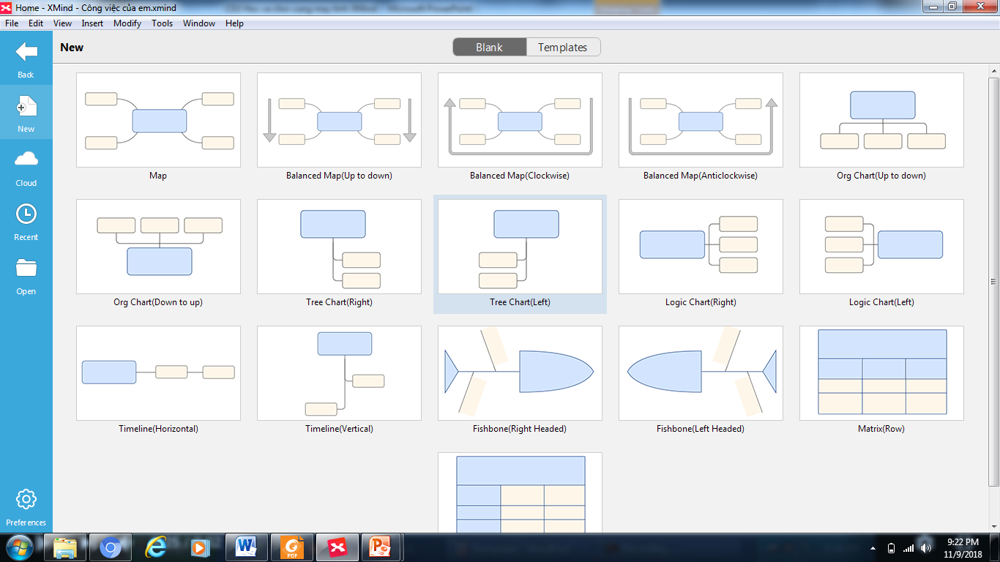 Home - XMind - Công việc của em.xmind
File Edit View Insert Modify Tools Window Help
Back
New
Cloud
Recent
Open
Preferences
New
Blank Templates
Map Balanced Map(Up to down) Balanced Map(Clockwise) Balanced Map(Anticlockwise) Org Chart(Up to down)
Org Chart(Down to up) Tree Chart(Right) Tree Chart(Left) Logic Chart(Right) Logic Chart(Left)
Timeline(Horizontal) Timeline(Vertical) Fishbone(Right Headed) Fishbone(Left Headed) Matrix(Row)
PDF
9:22 PM
11/9/2018